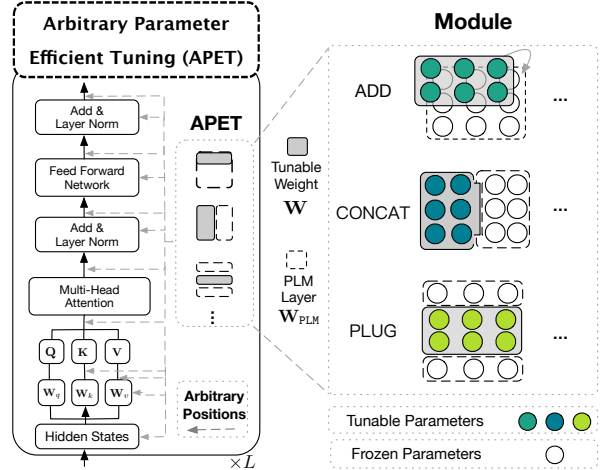 Arbitrary Parameter
Efficient Tuning (APET)
Add &
Layer Norm
Feed Forward
Network
Add &
Layer Norm
Multi-Head
Attention
Q
K
V
W_q
W_k
W_v
Hidden States
×L
APET
⋮
Arbitrary
Positions
Tunable
Weight
W
PLM
Layer
W_PLM
Module
ADD
...
CONCAT
...
PLUG
...
Tunable Parameters
Frozen Parameters